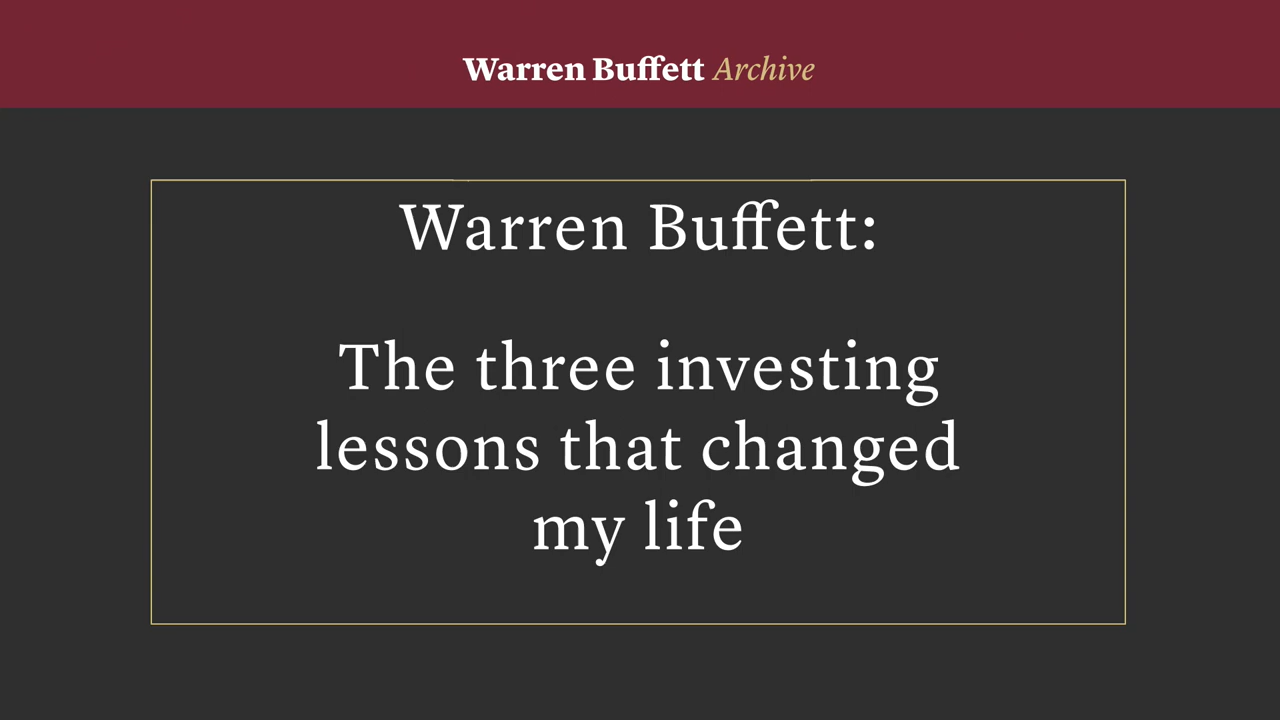 Warren Buffett Archive
Warren Buffett:
The three investing
lessons that changed
my life